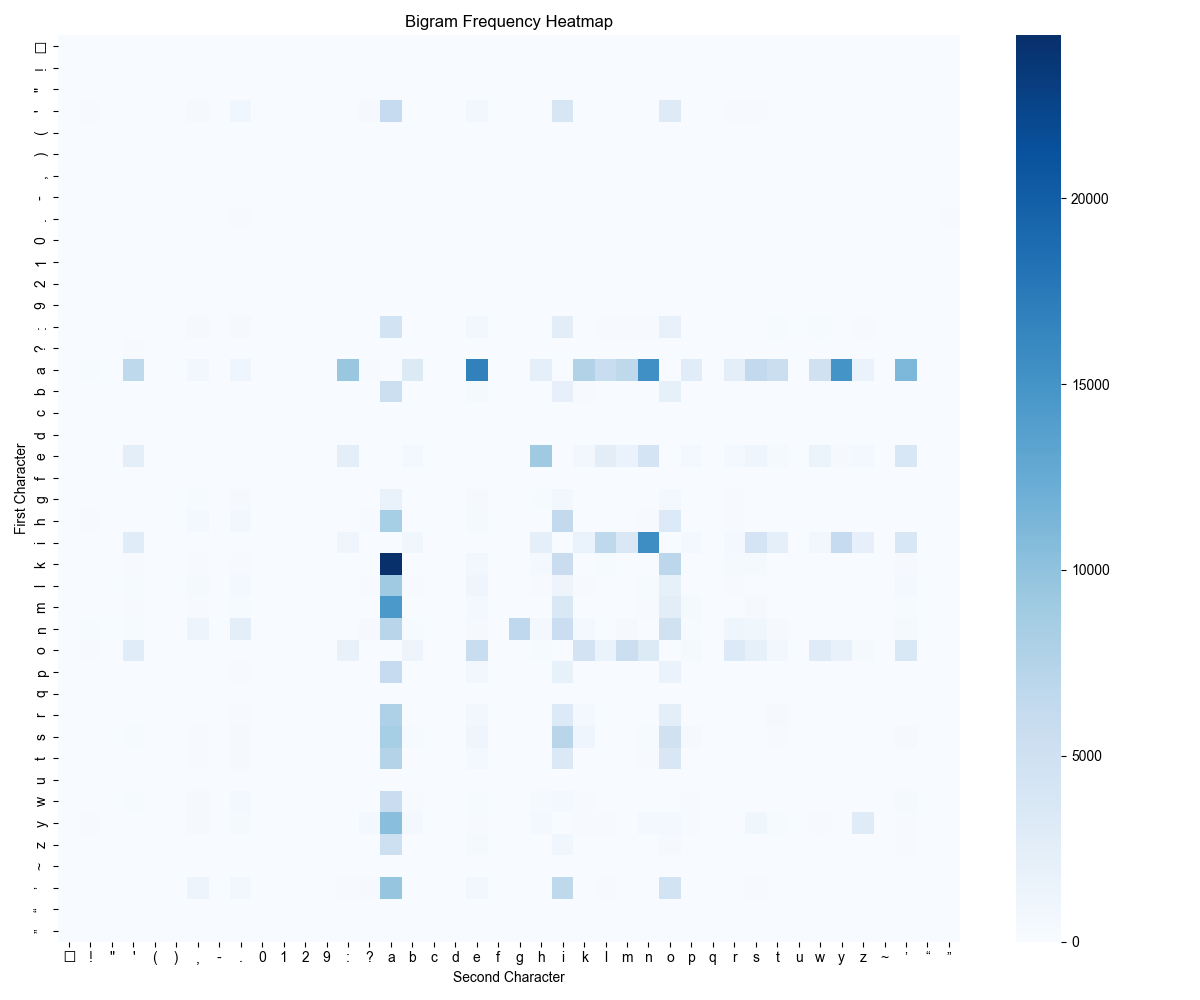 Bigram Frequency Heatmap
First Character
□
!
"
'
(
)
,
-
.
0
1
2
9
:
?
a
b
c
d
e
f
g
h
i
k
l
m
n
o
p
q
r
s
t
u
w
y
z
~
’
“
”
□ ! " ' ( ) , - . 0 1 2 9 : ? a b c d e f g h i k l m n o p q r s t u w y z ~ ’ “ ”
Second Character
20000
15000
10000
5000
0